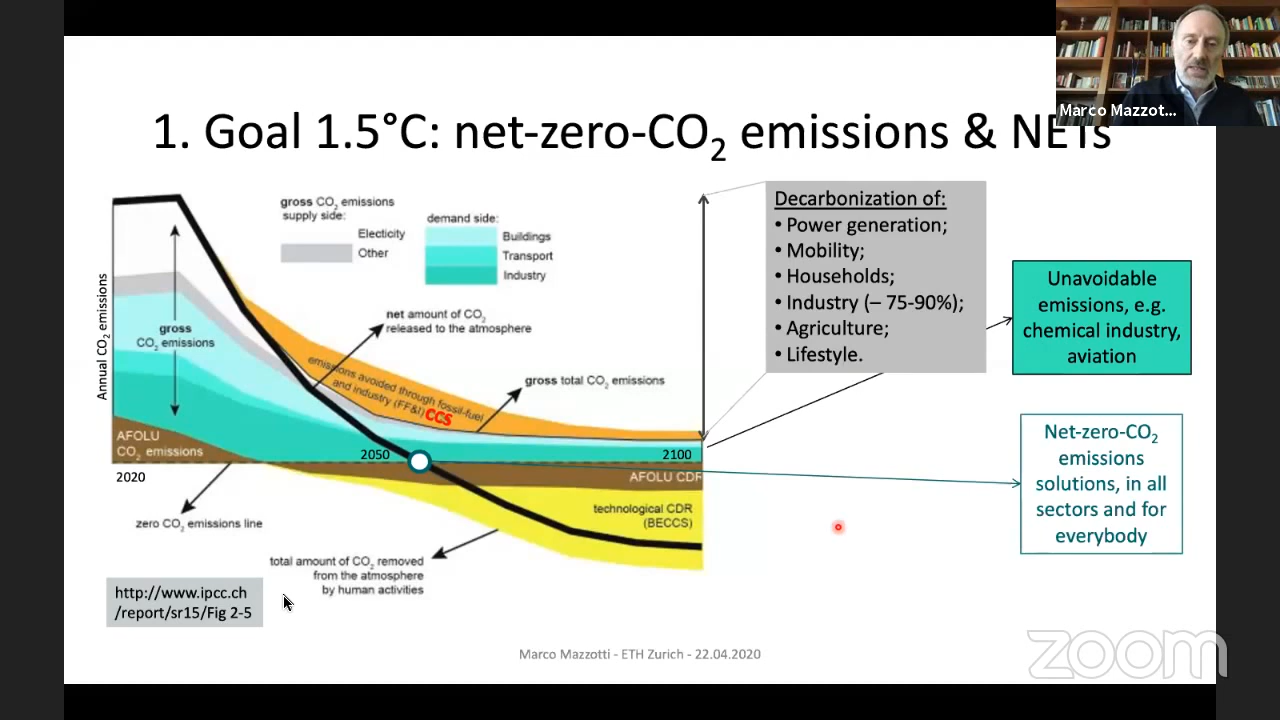 Marco Mazzot...
1. Goal 1.5°C: net-zero-CO2 emissions & NETs
gross CO2 emissions
supply side:
Electicity
Other
demand side:
Buildings
Transport
Industry
Annual CO2 emissions
gross
CO2 emissions
net amount of CO2
released to the atmosphere
emissions avoided through fossil-fuel
and industry (FF&I) CCS
gross total CO2 emissions
AFOLU
CO2 emissions
2020
2050
2100
AFOLU CDR
technological CDR
(BECCS)
zero CO2 emissions line
total amount of CO2 removed
from the atmosphere
by human activities
Decarbonization of:
• Power generation;
• Mobility;
• Households;
• Industry (– 75-90%);
• Agriculture;
• Lifestyle.
Unavoidable
emissions, e.g.
chemical industry,
aviation
Net-zero-CO2
emissions
solutions, in all
sectors and for
everybody
http://www.ipcc.ch
/report/sr15/Fig 2-5
Marco Mazzotti - ETH Zurich - 22.04.2020
zoom